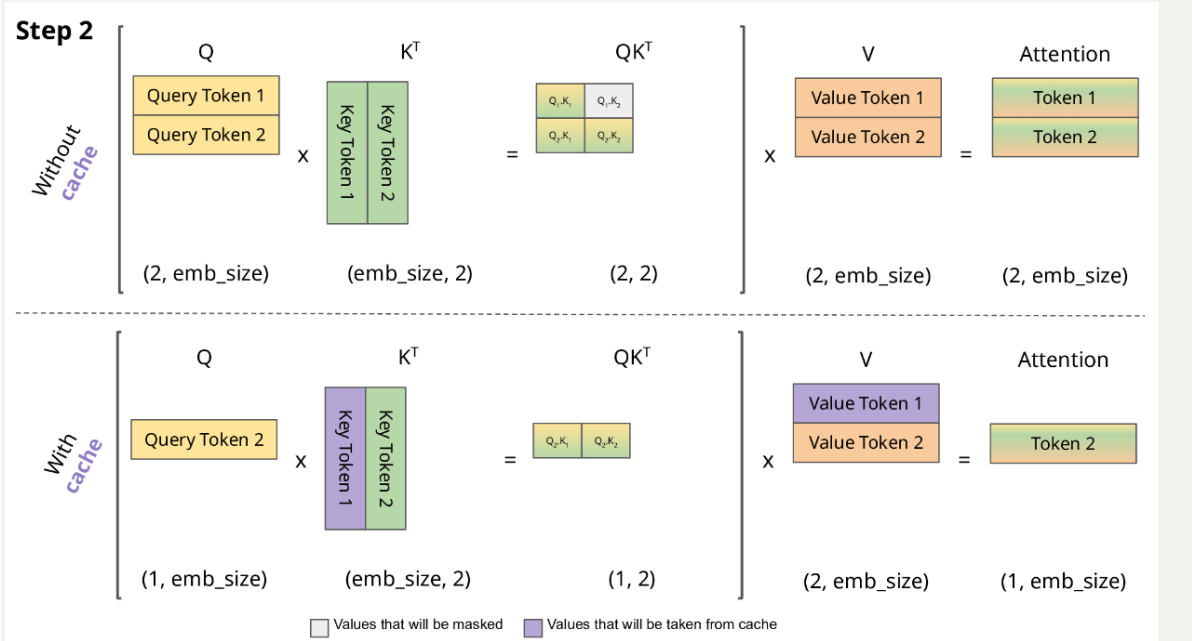 Step 2
Without
cache
Q
K^T
QK^T
V
Attention
Query Token 1
Query Token 2
x
Key Token 1
Key Token 2
=
Q₁.K₁
Q₁.K₂
Q₂.K₁
Q₂.K₂
x
Value Token 1
Value Token 2
=
Token 1
Token 2
(2, emb_size)
(emb_size, 2)
(2, 2)
(2, emb_size)
(2, emb_size)
With
cache
Q
K^T
QK^T
V
Attention
Query Token 2
x
Key Token 1
Key Token 2
=
Q₂.K₁
Q₂.K₂
x
Value Token 1
Value Token 2
=
Token 2
(1, emb_size)
(emb_size, 2)
(1, 2)
(2, emb_size)
(1, emb_size)
Values that will be masked
Values that will be taken from cache